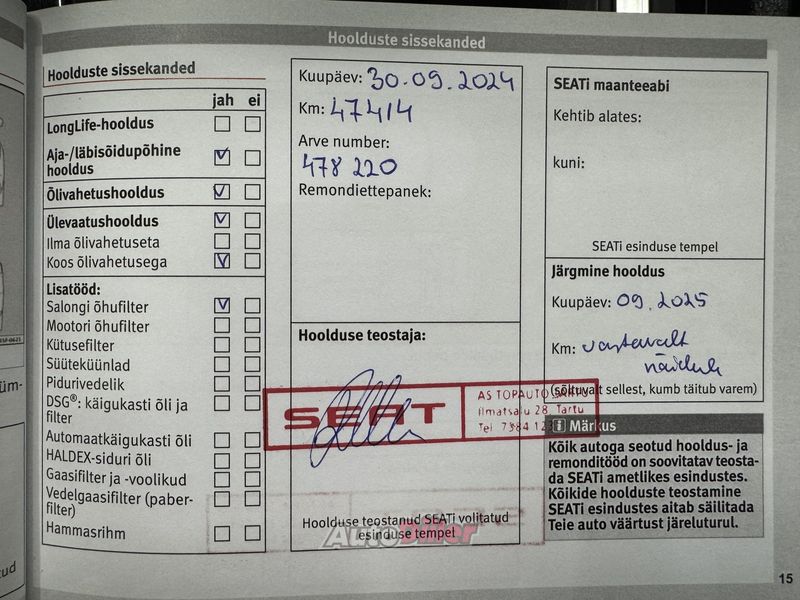 Hoolduste sissekanded
Hoolduste sissekanded
jah ei
LongLife-hooldus
Aja-/läbisõidupõhine
hooldus
Õlivahetushooldus
Ülevaatushooldus
Ilma õlivahetuseta
Koos õlivahetusega
Lisatööd:
Salongi õhufilter
Mootori õhufilter
Kütusefilter
Süüteküünlad
Pidurivedelik
DSG®: käigukasti õli ja
filter
Automaatkäigukasti õli
HALDEX-siduri õli
Gaasifilter ja -voolikud
Vedelgaasifilter (paber-
filter)
Hammasrihm
Kuupäev: 30.09.2024
Km: 47414
Arve number:
478 220
Remondiettepanek:
Hoolduse teostaja:
SEAT
AS TOPAUTO TARTU
Ilmatsalu 28 Tartu
Tel 7384
Hoolduse teostanud SEATi volitatud
esinduse tempel
AutoDiiler
SEATi maanteeabi
Kehtib alates:
kuni:
SEATi esinduse tempel
Järgmine hooldus
Kuupäev: 09.2025
Km: vastavalt
näidule
(sõltuvalt sellest, kumb täitub varem)
i Märkus
Kõik autoga seotud hooldus- ja
remonditööd on soovitatav teosta-
da SEATi ametlikes esindustes.
Kõikide hoolduste teostamine
SEATi esindustes aitab säilitada
Teie auto väärtust järeluturul.
15